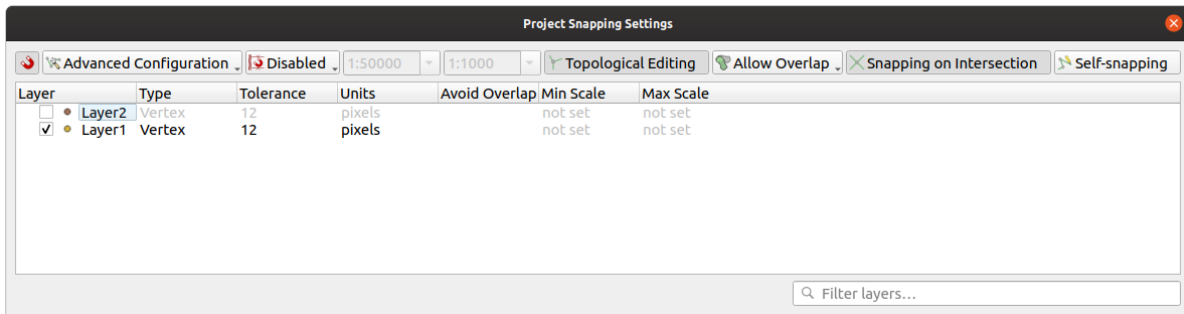 Project Snapping Settings
Advanced Configuration Disabled 1:50000 1:1000 Topological Editing Allow Overlap Snapping on Intersection Self-snapping
Layer Type Tolerance Units Avoid Overlap Min Scale Max Scale
Layer2 Vertex 12 pixels not set not set
Layer1 Vertex 12 pixels not set not set
Filter layers...